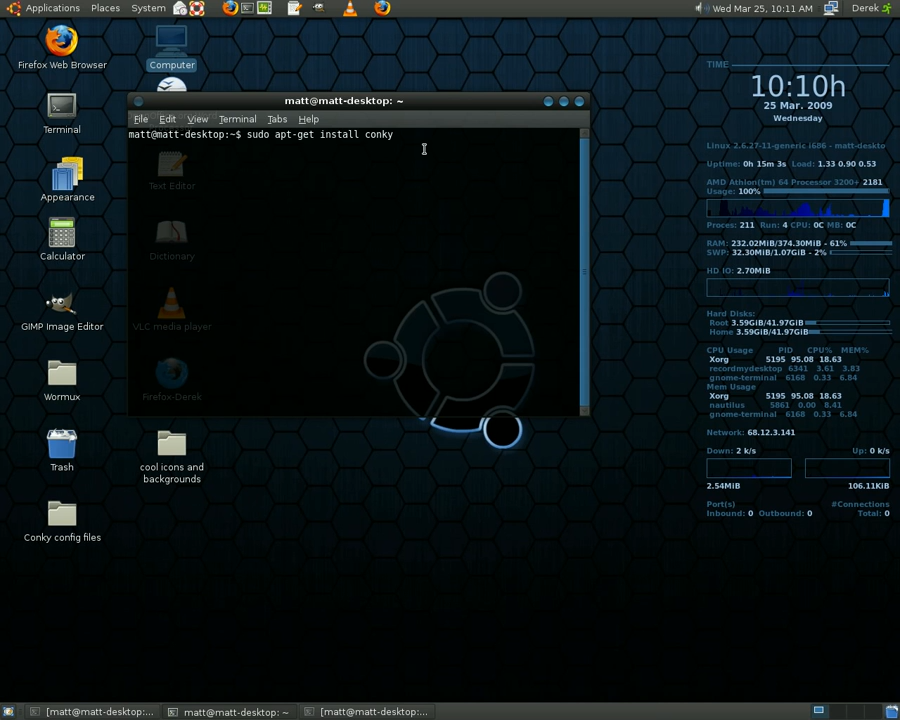 Applications Places System
Wed Mar 25, 10:11 AM
Derek
Firefox Web Browser
Computer
Terminal
Appearance
Calculator
GIMP Image Editor
Wormux
Trash
Conky config files
matt@matt-desktop: ~
File Edit View Terminal Tabs Help
matt@matt-desktop:~$ sudo apt-get install conky
Text Editor
Dictionary
VLC media player
Firefox-Derek
cool icons and
backgrounds
TIME
10:10h
25 Mar. 2009
Wednesday
Linux 2.6.27-11-generic i686 - matt-deskto
Uptime: 0h 15m 3s Load: 1.33 0.90 0.53
AMD Athlon(tm) 64 Processor 3200+ 2181
Usage: 100%
Proces: 211 Run: 4 CPU: 0C MB: 0C
RAM: 232.02MiB/374.30MiB - 61%
SWP: 32.30MiB/1.07GiB - 2%
HD IO: 2.70MiB
Hard Disks:
Root 3.59GiB/41.97GiB
Home 3.59GiB/41.97GiB
CPU Usage PID CPU% MEM%
Xorg 5195 95.08 18.63
recordmydesktop 6341 3.61 3.83
gnome-terminal 6168 0.33 6.84
Mem Usage
Xorg 5195 95.08 18.63
nautilus 5861 0.00 8.41
gnome-terminal 6168 0.33 6.84
Network: 68.12.3.141
Down: 2 k/s Up: 0 k/s
2.54MiB 106.11KiB
Port(s) #Connections
Inbound: 0 Outbound: 0 Total: 0
[matt@matt-desktop:...
matt@matt-desktop: ~
[matt@matt-desktop:...